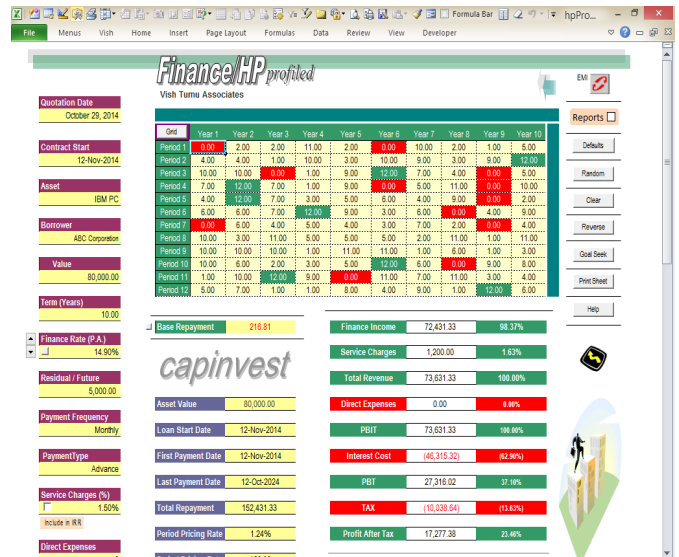 Formula Bar
hpPro...
File Menus Vish Home Insert Page Layout Formulas Data Review View Developer
Finance/HP profiled
Vish Tumu Associates
EMI
Reports
Quotation Date
October 29, 2014
Contract Start
12-Nov-2014
Asset
IBM PC
Borrower
ABC Corporation
Value
80,000.00
Term (Years)
10.00
Finance Rate (P.A.)
14.90%
Residual / Future
5,000.00
Payment Frequency
Monthly
PaymentType
Advance
Service Charges (%)
1.50%
Include in IRR
Direct Expenses
Grid Year 1 Year 2 Year 3 Year 4 Year 5 Year 6 Year 7 Year 8 Year 9 Year 10
Period 1 0.00 2.00 2.00 11.00 2.00 0.00 10.00 2.00 1.00 5.00
Period 2 4.00 4.00 1.00 10.00 3.00 10.00 9.00 3.00 9.00 12.00
Period 3 10.00 10.00 0.00 1.00 9.00 12.00 7.00 4.00 0.00 5.00
Period 4 7.00 12.00 7.00 1.00 9.00 0.00 5.00 11.00 0.00 10.00
Period 5 4.00 12.00 7.00 3.00 5.00 6.00 4.00 9.00 0.00 2.00
Period 6 6.00 6.00 7.00 12.00 9.00 3.00 6.00 0.00 4.00 9.00
Period 7 0.00 6.00 4.00 5.00 4.00 3.00 7.00 2.00 0.00 4.00
Period 8 10.00 3.00 11.00 5.00 5.00 5.00 2.00 11.00 1.00 11.00
Period 9 10.00 10.00 10.00 1.00 11.00 11.00 1.00 6.00 1.00 3.00
Period 10 10.00 6.00 2.00 3.00 5.00 12.00 6.00 0.00 9.00 8.00
Period 11 1.00 10.00 12.00 9.00 0.00 11.00 7.00 11.00 3.00 4.00
Period 12 5.00 7.00 1.00 1.00 8.00 4.00 9.00 1.00 12.00 6.00
Defaults
Random
Clear
Reverse
Goal Seek
Print Sheet
Help
Base Repayment 216.81
capinvest
Asset Value 80,000.00
Loan Start Date 12-Nov-2014
First Payment Date 12-Nov-2014
Last Payment Date 12-Oct-2024
Total Repayment 152,431.33
Period Pricing Rate 1.24%
Finance Income 72,431.33 98.37%
Service Charges 1,200.00 1.63%
Total Revenue 73,631.33 100.00%
Direct Expenses 0.00 0.00%
PBIT 73,631.33 100.00%
Interest Cost (46,315.32) (62.90%)
PBT 27,316.02 37.10%
TAX (10,038.64) (13.63%)
Profit After Tax 17,277.38 23.46%